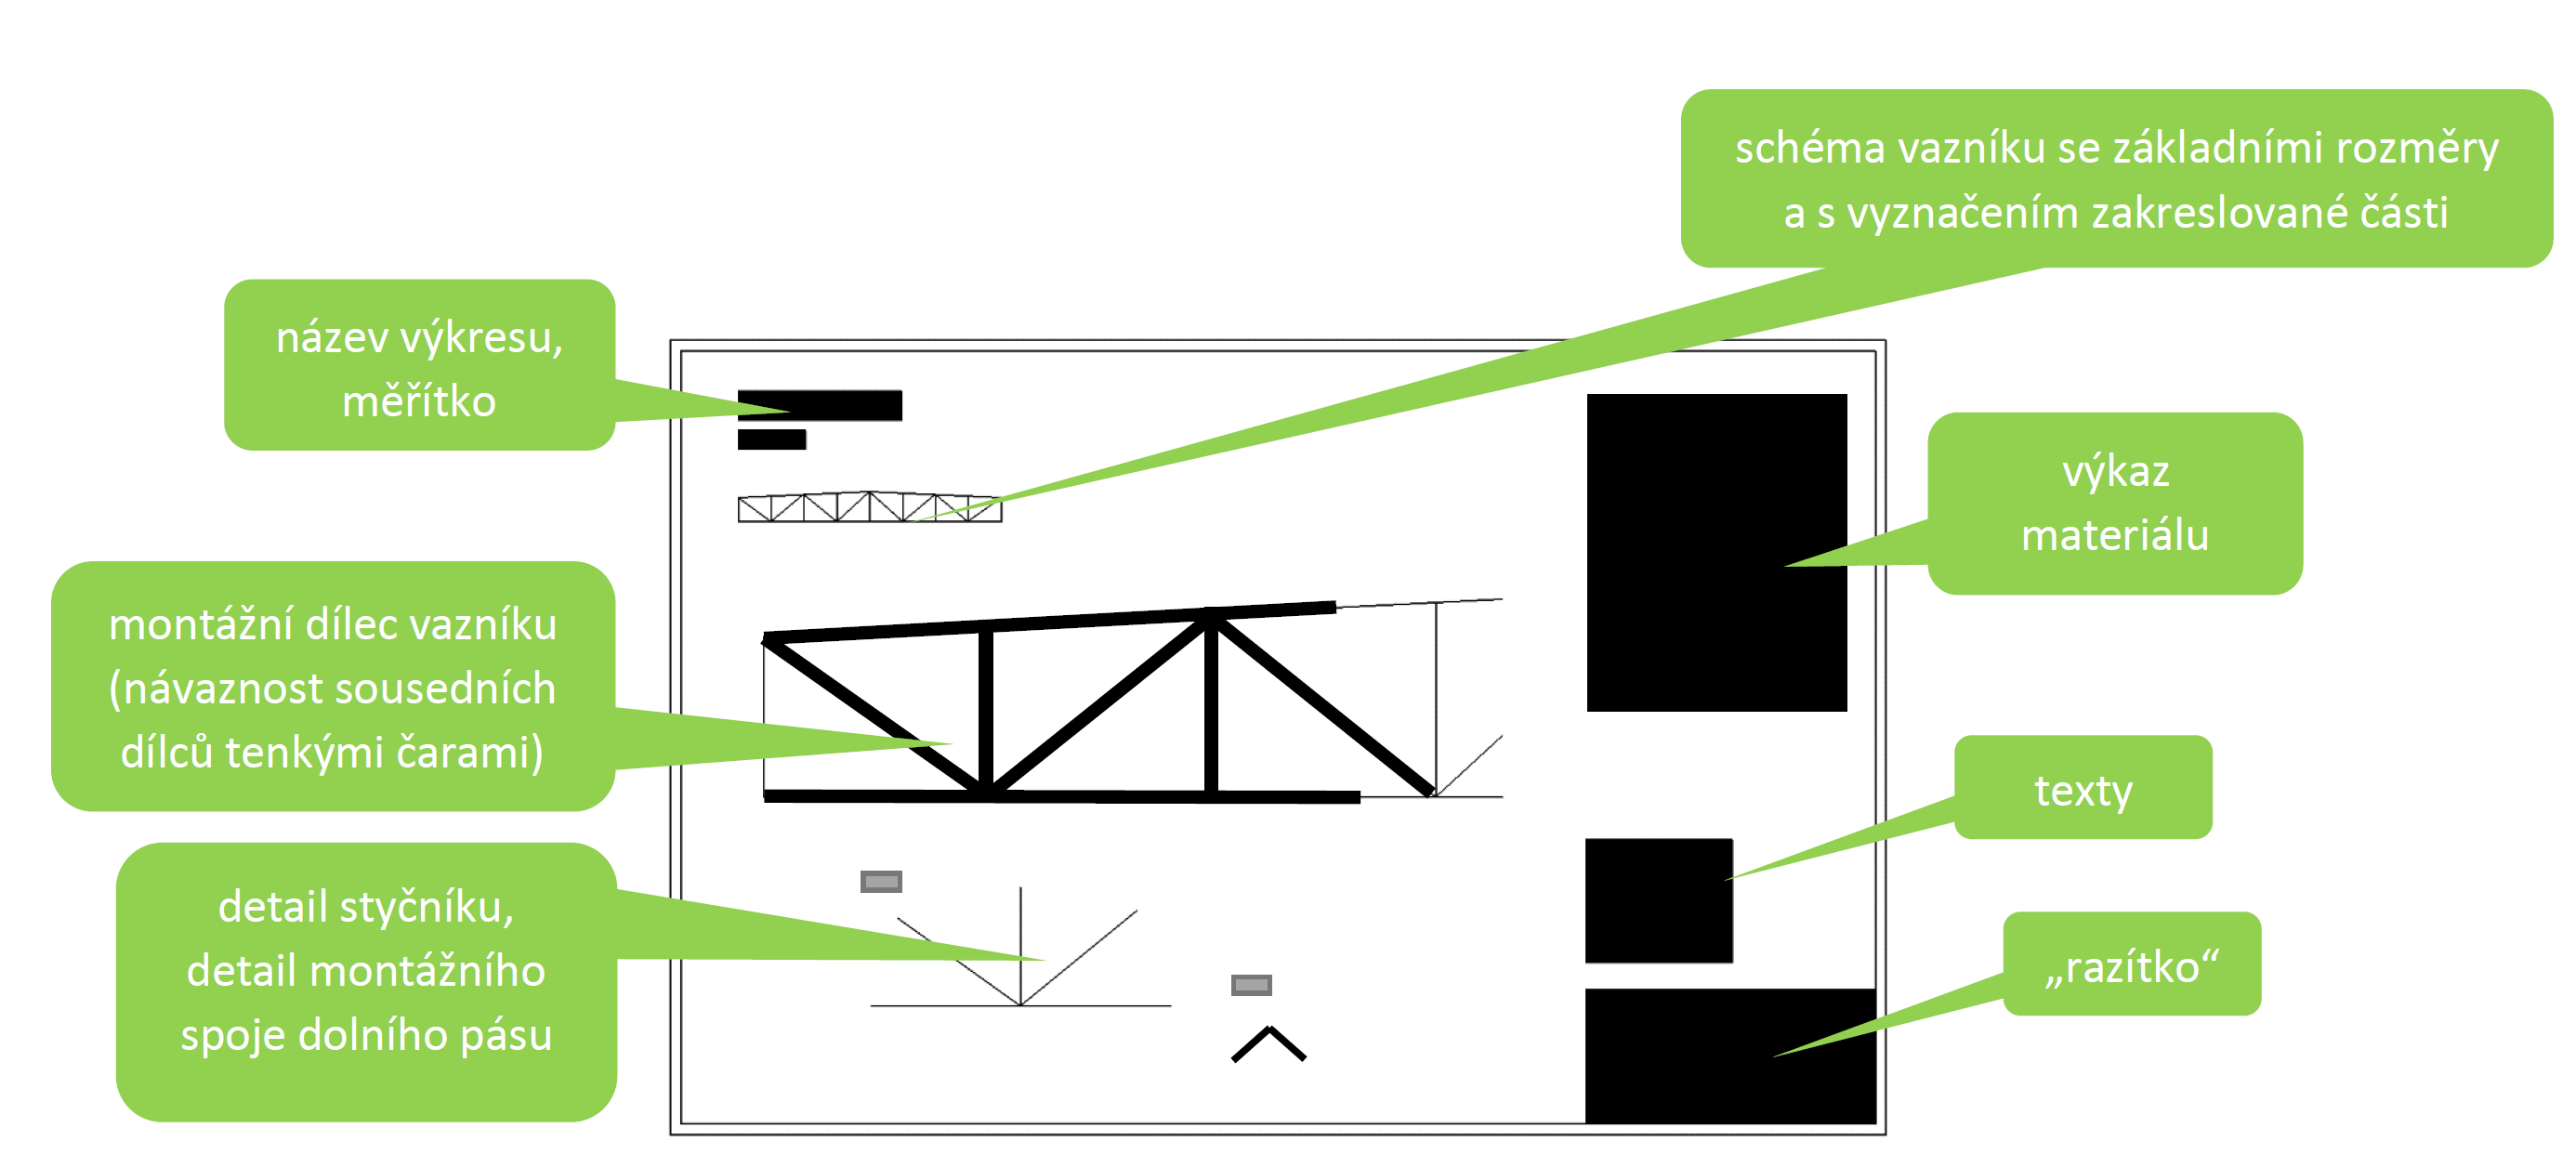 schéma vazníku se základními rozměry
a s vyznačením zakreslované části
název výkresu,
měřítko
výkaz
materiálu
montážní dílec vazníku
(návaznost sousedních
dílců tenkými čarami)
texty
detail styčníku,
detail montážního
spoje dolního pásu
„razítko“